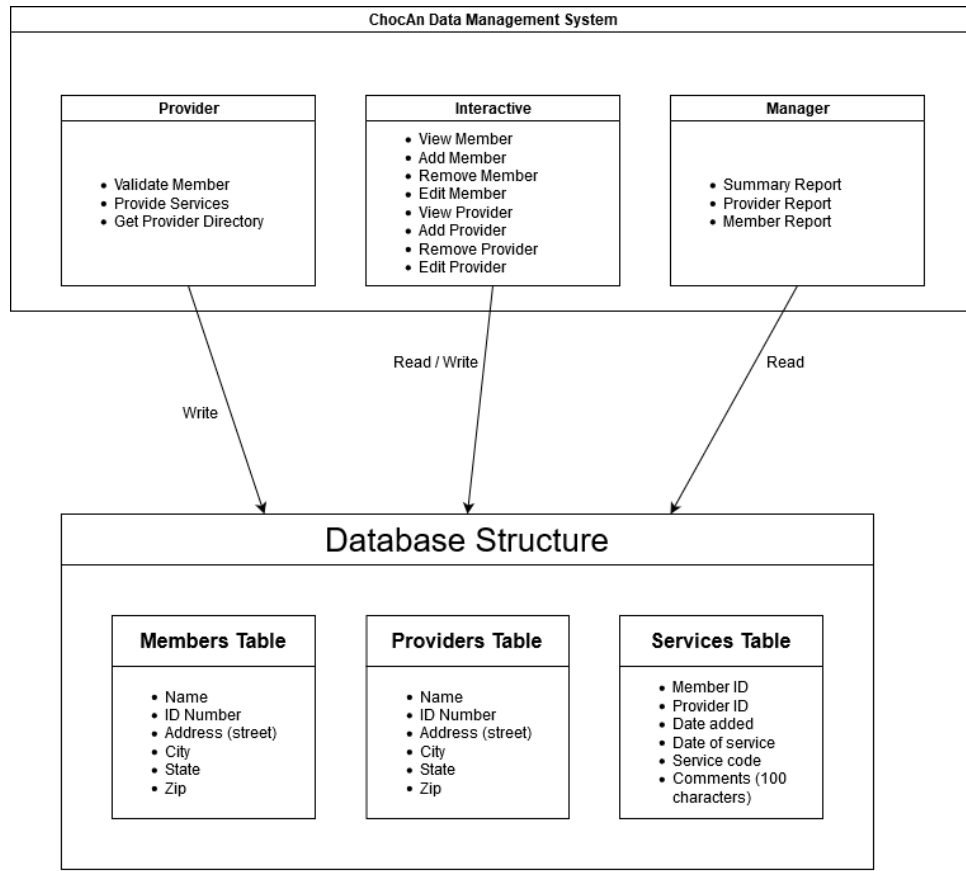 ChocAn Data Management System
Provider
• Validate Member
• Provide Services
• Get Provider Directory
Interactive
• View Member
• Add Member
• Remove Member
• Edit Member
• View Provider
• Add Provider
• Remove Provider
• Edit Provider
Manager
• Summary Report
• Provider Report
• Member Report
Write
Read / Write
Read
Database Structure
Members Table
• Name
• ID Number
• Address (street)
• City
• State
• Zip
Providers Table
• Name
• ID Number
• Address (street)
• City
• State
• Zip
Services Table
• Member ID
• Provider ID
• Date added
• Date of service
• Service code
• Comments (100
characters)